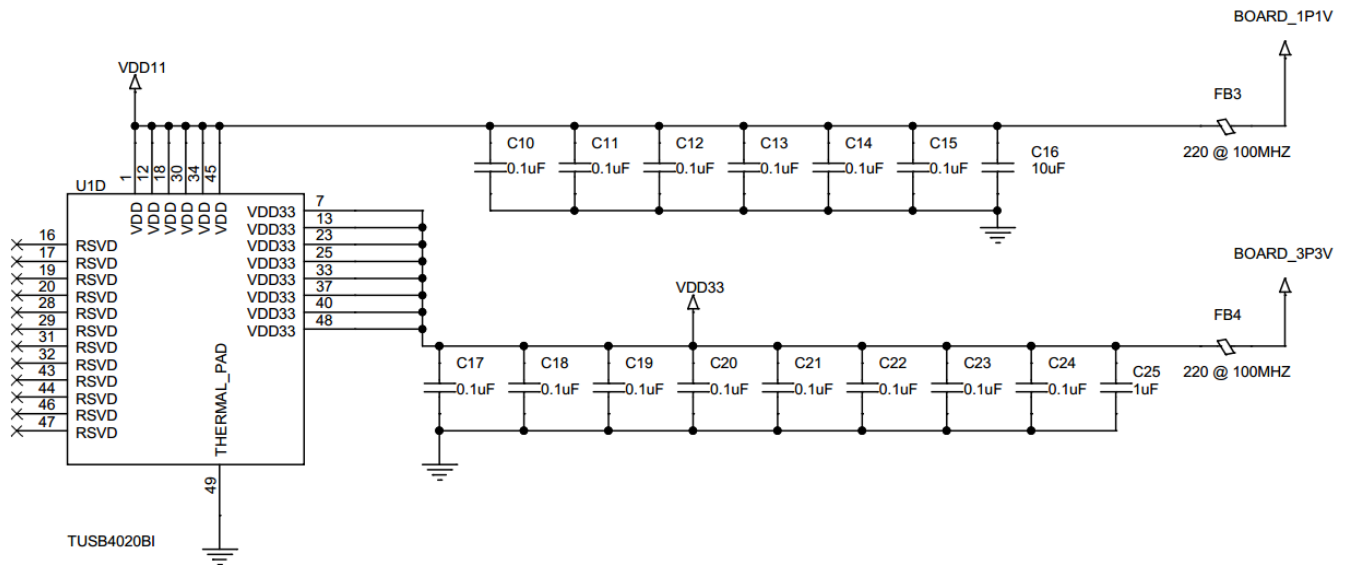 BOARD_1P1V
VDD11
FB3
220 @ 100MHZ
C10
0.1uF
C11
0.1uF
C12
0.1uF
C13
0.1uF
C14
0.1uF
C15
0.1uF
C16
10uF
U1D
1
12
18
30
34
45
VDD
VDD
VDD
VDD
VDD
VDD
VDD33 7
VDD33 13
VDD33 23
VDD33 25
VDD33 33
VDD33 37
VDD33 40
VDD33 48
16 RSVD
17 RSVD
19 RSVD
20 RSVD
28 RSVD
29 RSVD
31 RSVD
32 RSVD
43 RSVD
44 RSVD
46 RSVD
47 RSVD
THERMAL_PAD
49
TUSB4020BI
BOARD_3P3V
VDD33
FB4
220 @ 100MHZ
C17
0.1uF
C18
0.1uF
C19
0.1uF
C20
0.1uF
C21
0.1uF
C22
0.1uF
C23
0.1uF
C24
0.1uF
C25
1uF